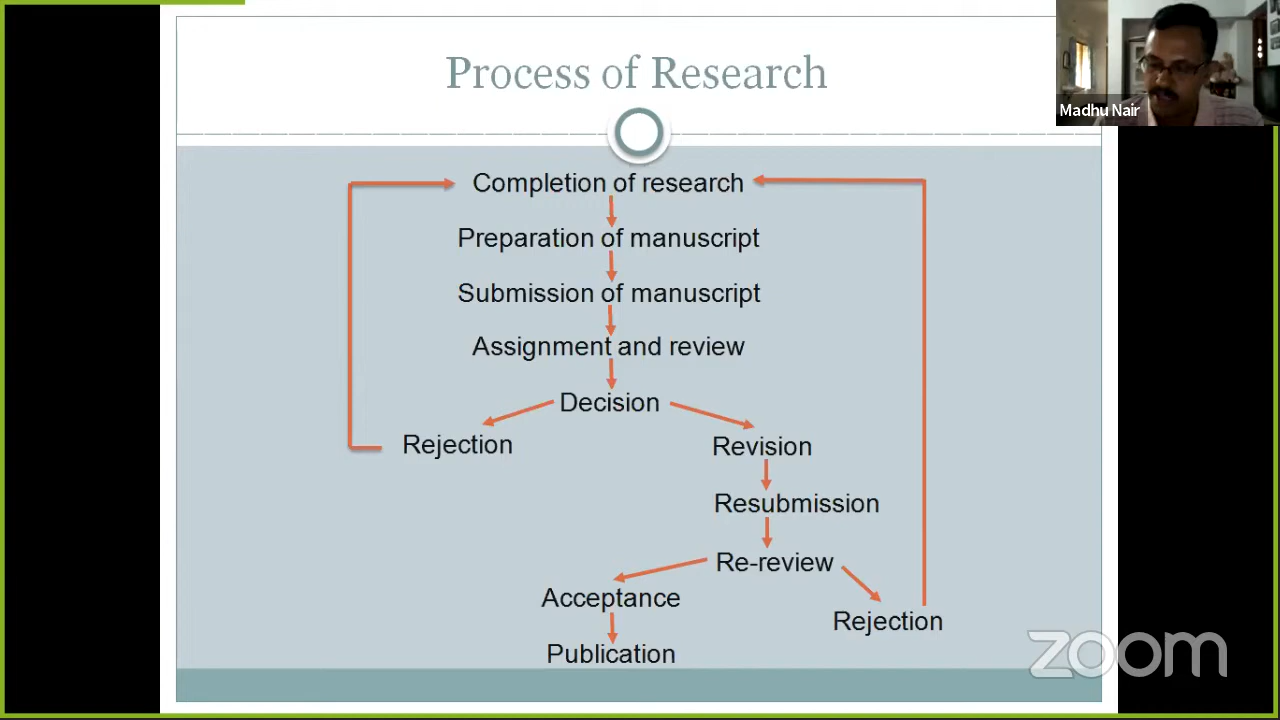 Process of Research
Madhu Nair
Completion of research
Preparation of manuscript
Submission of manuscript
Assignment and review
Decision
Rejection
Revision
Resubmission
Re-review
Acceptance
Rejection
Publication
zoom